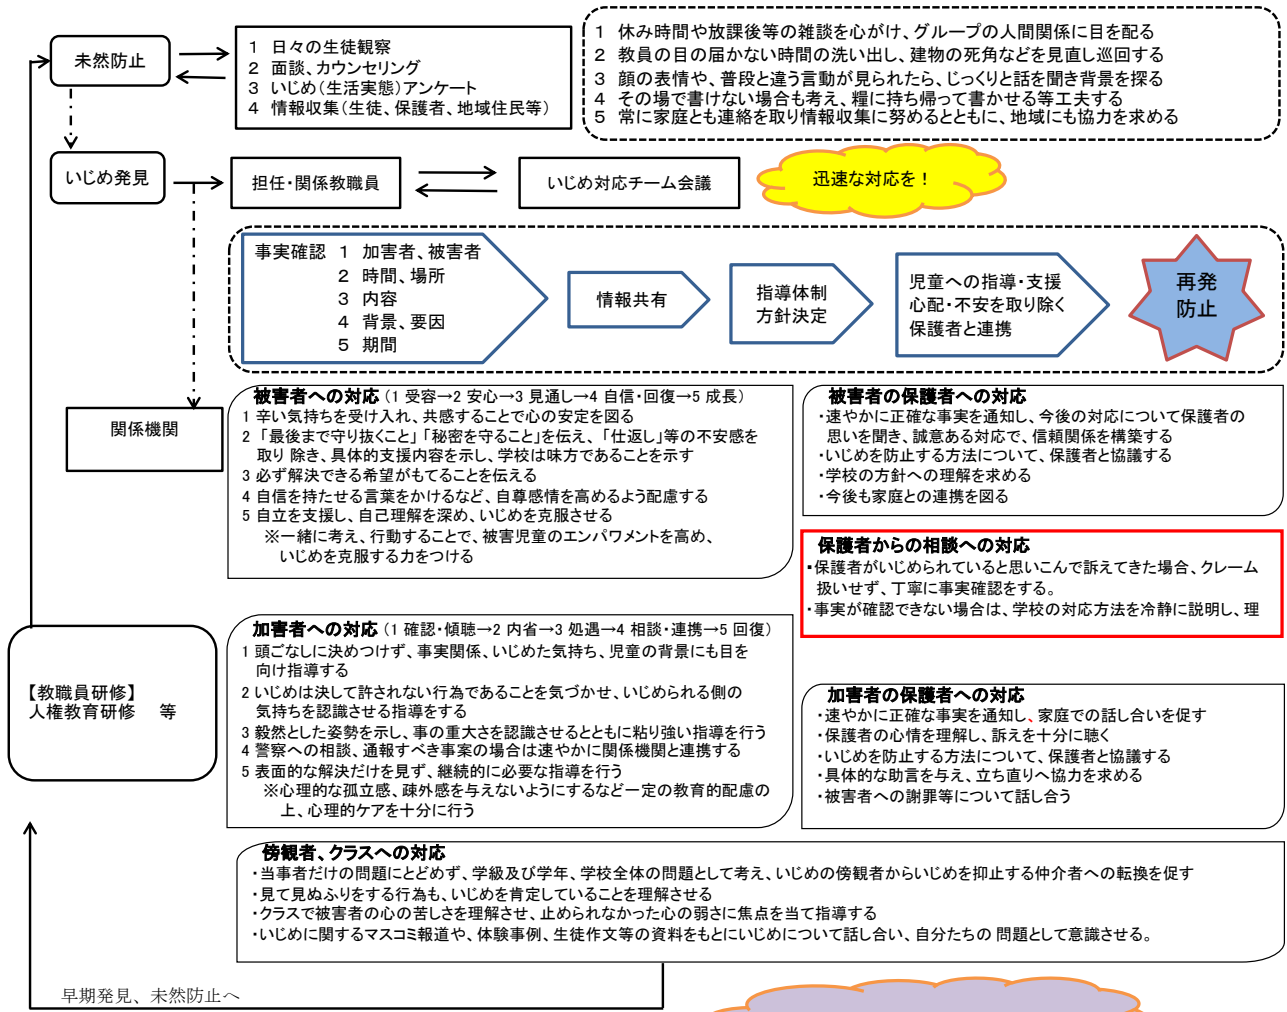 未然防止
1 日々の生徒観察
2 面談、カウンセリング
3 いじめ(生活実態)アンケート
4 情報収集(生徒、保護者、地域住民等)
1 休み時間や放課後等の雑談を心がけ、グループの人間関係に目を配る
2 教員の目の届かない時間の洗い出し、建物の死角などを見直し巡回する
3 顔の表情や、普段と違う言動が見られたら、じっくりと話を聞き背景を探る
4 その場で書けない場合も考え、糧に持ち帰って書かせる等工夫する
5 常に家庭とも連絡を取り情報収集に努めるとともに、地域にも協力を求める
いじめ発見
担任・関係教職員
いじめ対応チーム会議
迅速な対応を!
事実確認 1 加害者、被害者
2 時間、場所
3 内容
4 背景、要因
5 期間
情報共有
指導体制
方針決定
児童への指導・支援
心配・不安を取り除く
保護者と連携
再発
防止
関係機関
被害者への対応(1 受容→2 安心→3 見通し→4 自信・回復→5 成長)
1 辛い気持ちを受け入れ、共感することで心の安定を図る
2 「最後まで守り抜くこと」「秘密を守ること」を伝え、「仕返し」等の不安感を
取り 除き、具体的支援内容を示し、学校は味方であることを示す
3 必ず解決できる希望がもてることを伝える
4 自信を持たせる言葉をかけるなど、自尊感情を高めるよう配慮する
5 自立を支援し、自己理解を深め、いじめを克服させる
※一緒に考え、行動することで、被害児童のエンパワメントを高め、
いじめを克服する力をつける
被害者の保護者への対応
・速やかに正確な事実を通知し、今後の対応について保護者の
思いを聞き、誠意ある対応で、信頼関係を構築する
・いじめを防止する方法について、保護者と協議する
・学校の方針への理解を求める
・今後も家庭との連携を図る
保護者からの相談への対応
・保護者がいじめられていると思いこんで訴えてきた場合、クレーム
扱いせず、丁寧に事実確認をする。
・事実が確認できない場合は、学校の対応方法を冷静に説明し、理
【教職員研修】
人権教育研修 等
加害者への対応(1 確認・傾聴→2 内省→3 処遇→4 相談・連携→5 回復)
1 頭ごなしに決めつけず、事実関係、いじめた気持ち、児童の背景にも目を
向け指導する
2 いじめは決して許されない行為であることを気づかせ、いじめられる側の
気持ちを認識させる指導をする
3 毅然とした姿勢を示し、事の重大さを認識させるとともに粘り強い指導を行う
4 警察への相談、通報すべき事案の場合は速やかに関係機関と連携する
5 表面的な解決だけを見ず、継続的に必要な指導を行う
※心理的な孤立感、疎外感を与えないようにするなど一定の教育的配慮の
上、心理的ケアを十分に行う
加害者の保護者への対応
・速やかに正確な事実を通知し、家庭での話し合いを促す
・保護者の心情を理解し、訴えを十分に聴く
・いじめを防止する方法について、保護者と協議する
・具体的な助言を与え、立ち直りへ協力を求める
・被害者への謝罪等について話し合う
傍観者、クラスへの対応
・当事者だけの問題にとどめず、学級及び学年、学校全体の問題として考え、いじめの傍観者からいじめを抑止する仲介者への転換を促す
・見て見ぬふりをする行為も、いじめを肯定していることを理解させる
・クラスで被害者の心の苦しさを理解させ、止められなかった心の弱さに焦点を当て指導する
・いじめに関するマスコミ報道や、体験事例、生徒作文等の資料をもとにいじめについて話し合い、自分たちの 問題として意識させる。
早期発見、未然防止へ